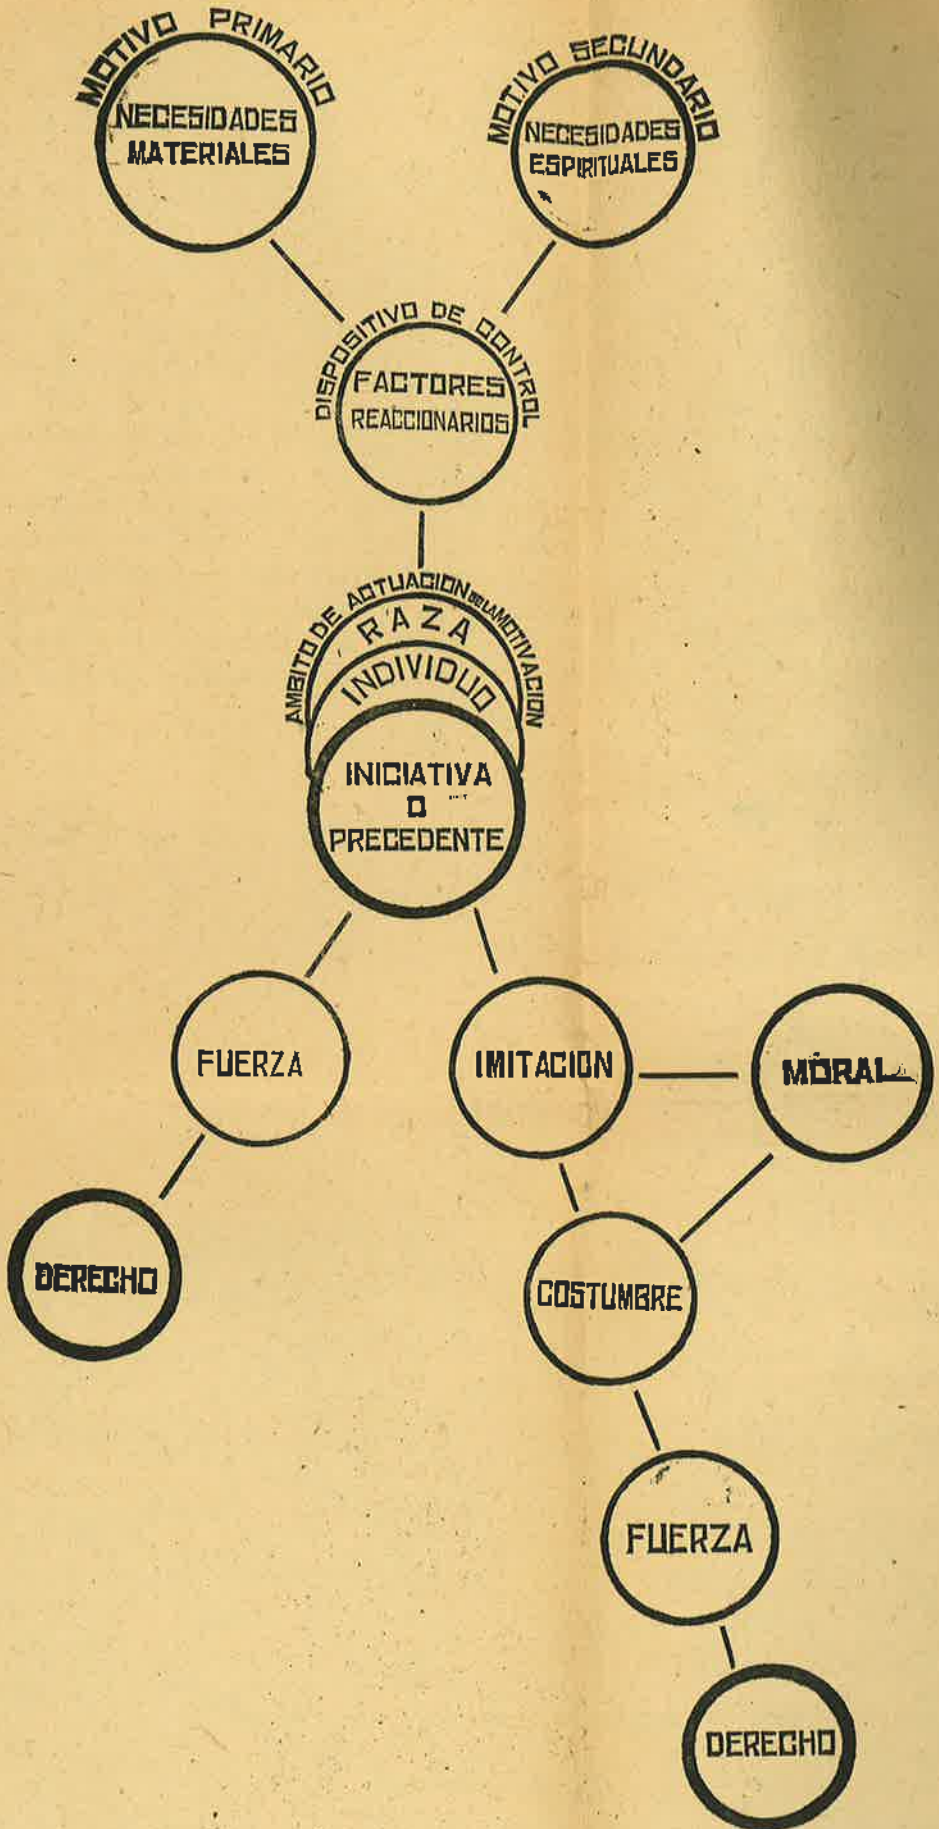 MOTIVO PRIMARIO
NECESIDADES
MATERIALES
MOTIVO SECUNDARIO
NECESIDADES
ESPIRITUALES
DISPOSITIVO DE CONTROL
FACTORES
REACCIONARIOS
AMBITO DE ACTUACION DE LA MOTIVACION
RAZA
INDIVIDUO
INICIATIVA
O
PRECEDENTE
FUERZA
IMITACION
MORAL
DERECHO
COSTUMBRE
FUERZA
DERECHO